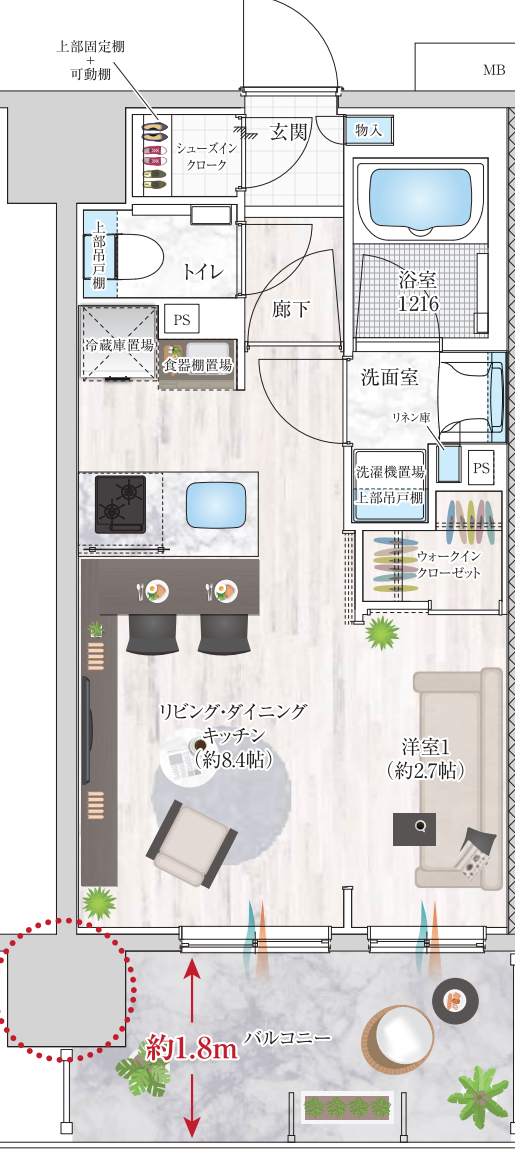 上部固定棚
+
可動棚
MB
シューズイン
クローク
玄関
物入
上部吊戸棚
トイレ
浴室
1216
廊下
PS
冷蔵庫置場
食器棚置場
洗面室
リネン庫
洗濯機置場
上部吊戸棚
PS
ウォークイン
クローゼット
リビング・ダイニング
キッチン
（約8.4帖）
洋室1
（約2.7帖）
約1.8m
バルコニー